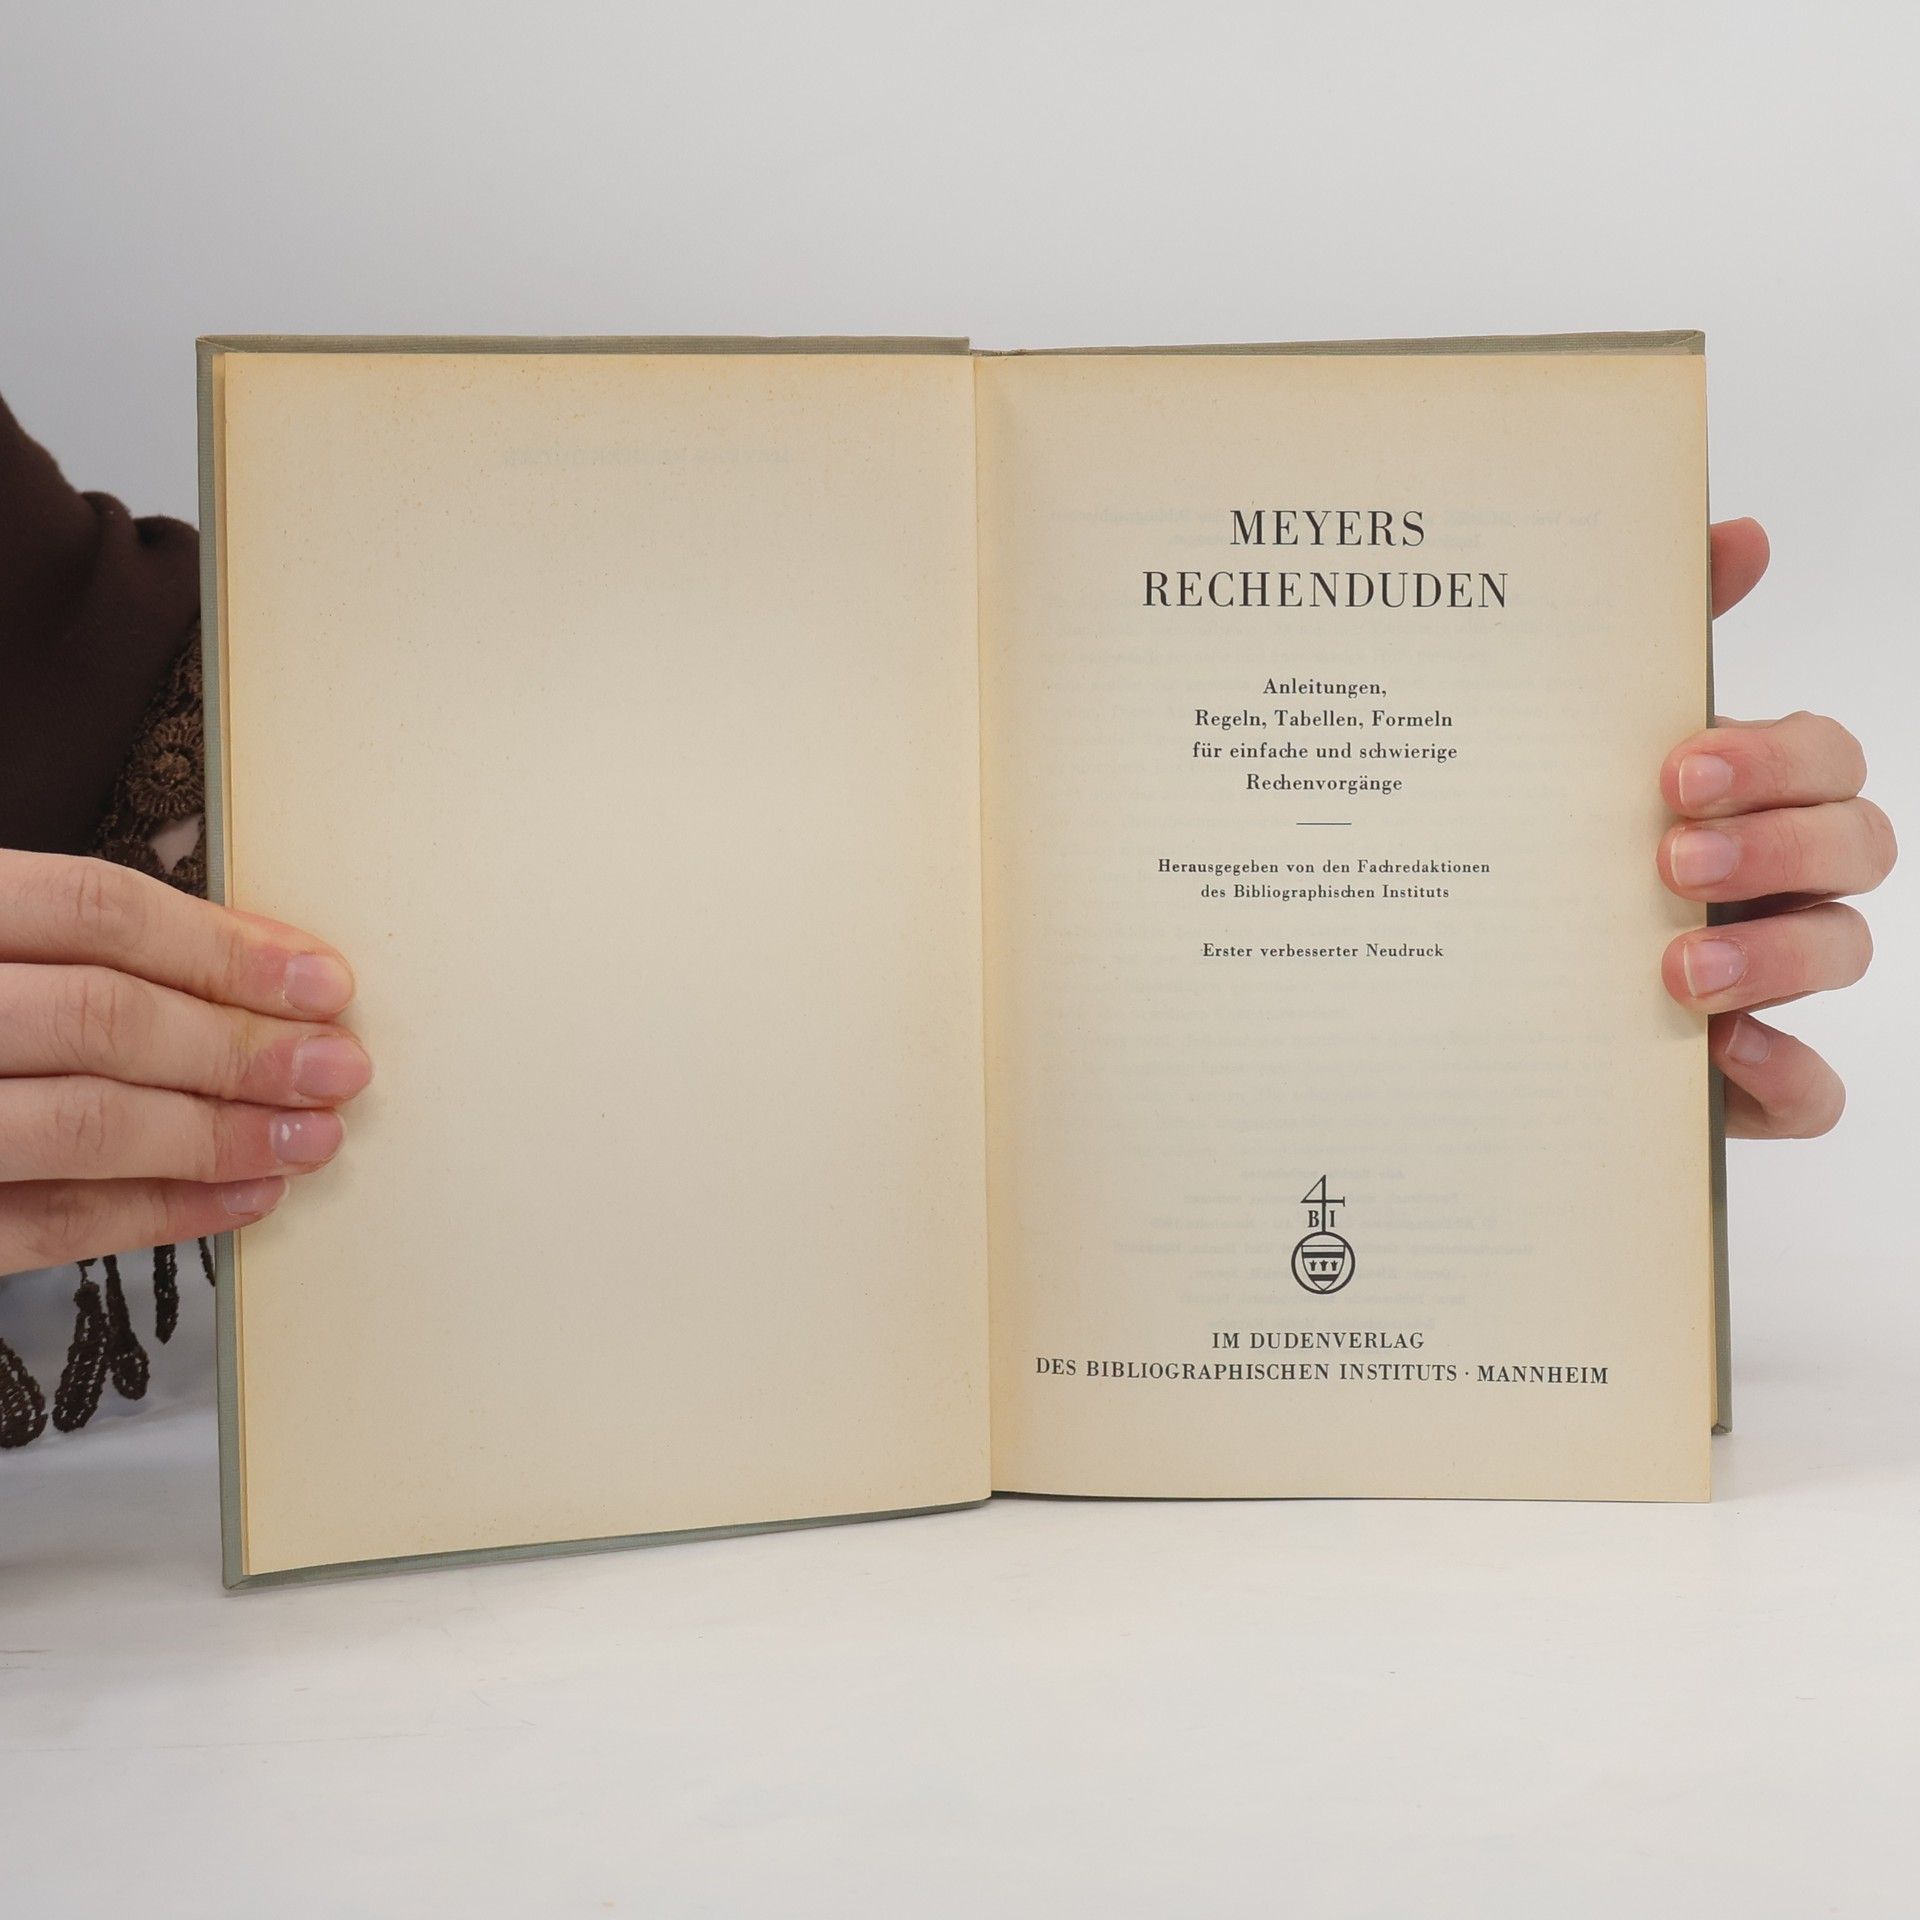 MEYERS
RECHENDUDEN
Anleitungen,
Regeln, Tabellen, Formeln
für einfache und schwierige
Rechenvorgänge
Herausgegeben von den Fachredaktionen
des Bibliographischen Instituts
Erster verbesserter Neudruck
BI
IM DUDENVERLAG
DES BIBLIOGRAPHISCHEN INSTITUTS · MANNHEIM